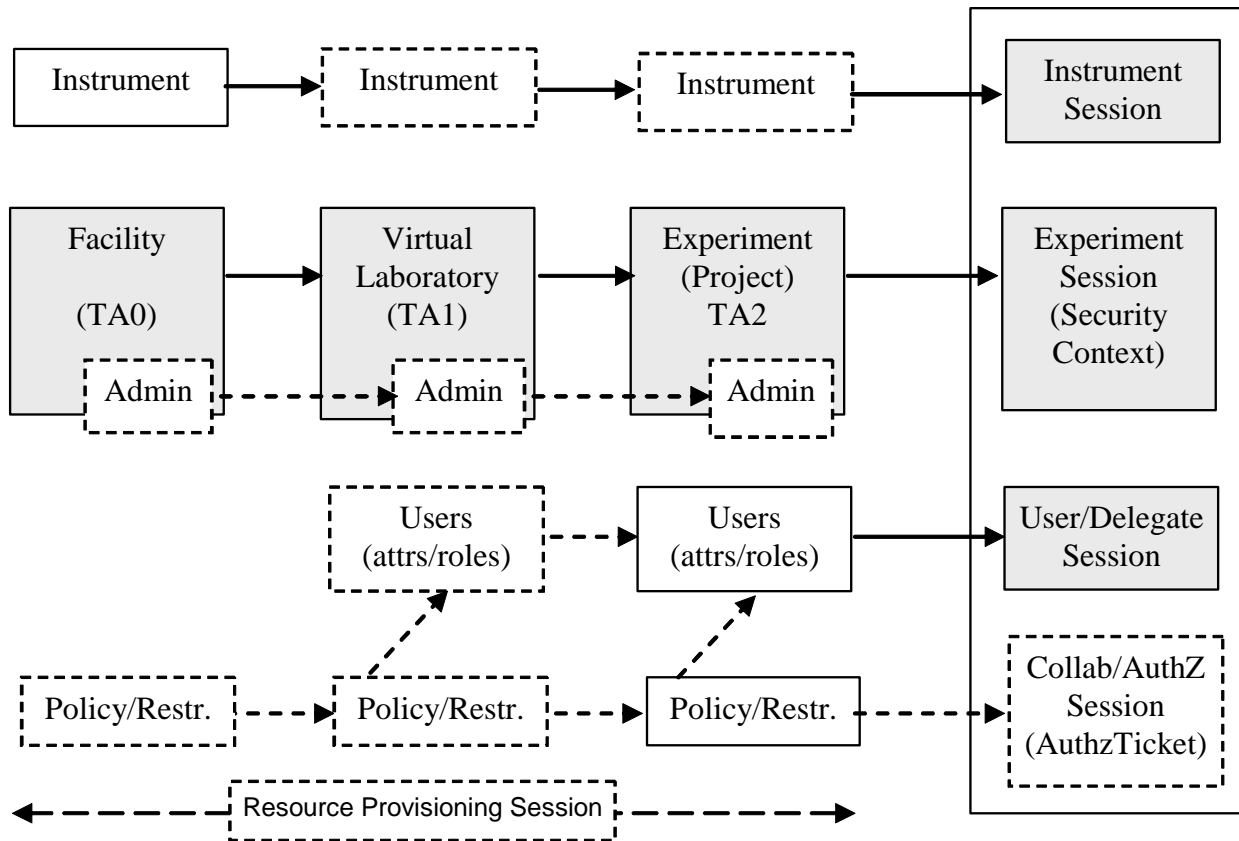 Instrument
Instrument
Instrument
Instrument
Session
Facility
(TA0)
Virtual
Laboratory
(TA1)
Experiment
(Project)
TA2
Experiment
Session
(Security
Context)
Admin
Admin
Admin
Users
(attrs/roles)
Users
(attrs/roles)
User/Delegate
Session
Policy/Restr.
Policy/Restr.
Policy/Restr.
Collab/AuthZ
Session
(AuthzTicket)
Resource Provisioning Session